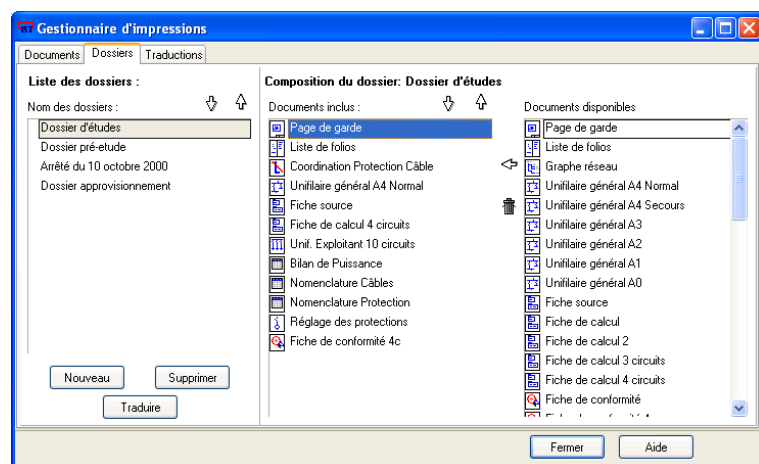 BT Gestionnaire d'impressions
Documents Dossiers Traductions
Liste des dossiers :
Nom des dossiers :
Dossier d'études
Dossier pré-etude
Arrêté du 10 octobre 2000
Dossier approvisionnement
Nouveau Supprimer
Traduire
Composition du dossier: Dossier d'études
Documents inclus :
Page de garde
Liste de folios
Coordination Protection Câble
Unifilaire général A4 Normal
Fiche source
Fiche de calcul 4 circuits
Unif. Exploitant 10 circuits
Bilan de Puissance
Nomenclature Câbles
Nomenclature Protection
Réglage des protections
Fiche de conformité 4c
Documents disponibles
Page de garde
Liste de folios
Graphe réseau
Unifilaire général A4 Normal
Unifilaire général A4 Secours
Unifilaire général A3
Unifilaire général A2
Unifilaire général A1
Unifilaire général A0
Fiche source
Fiche de calcul
Fiche de calcul 2
Fiche de calcul 3 circuits
Fiche de calcul 4 circuits
Fiche de conformité
Fermer Aide